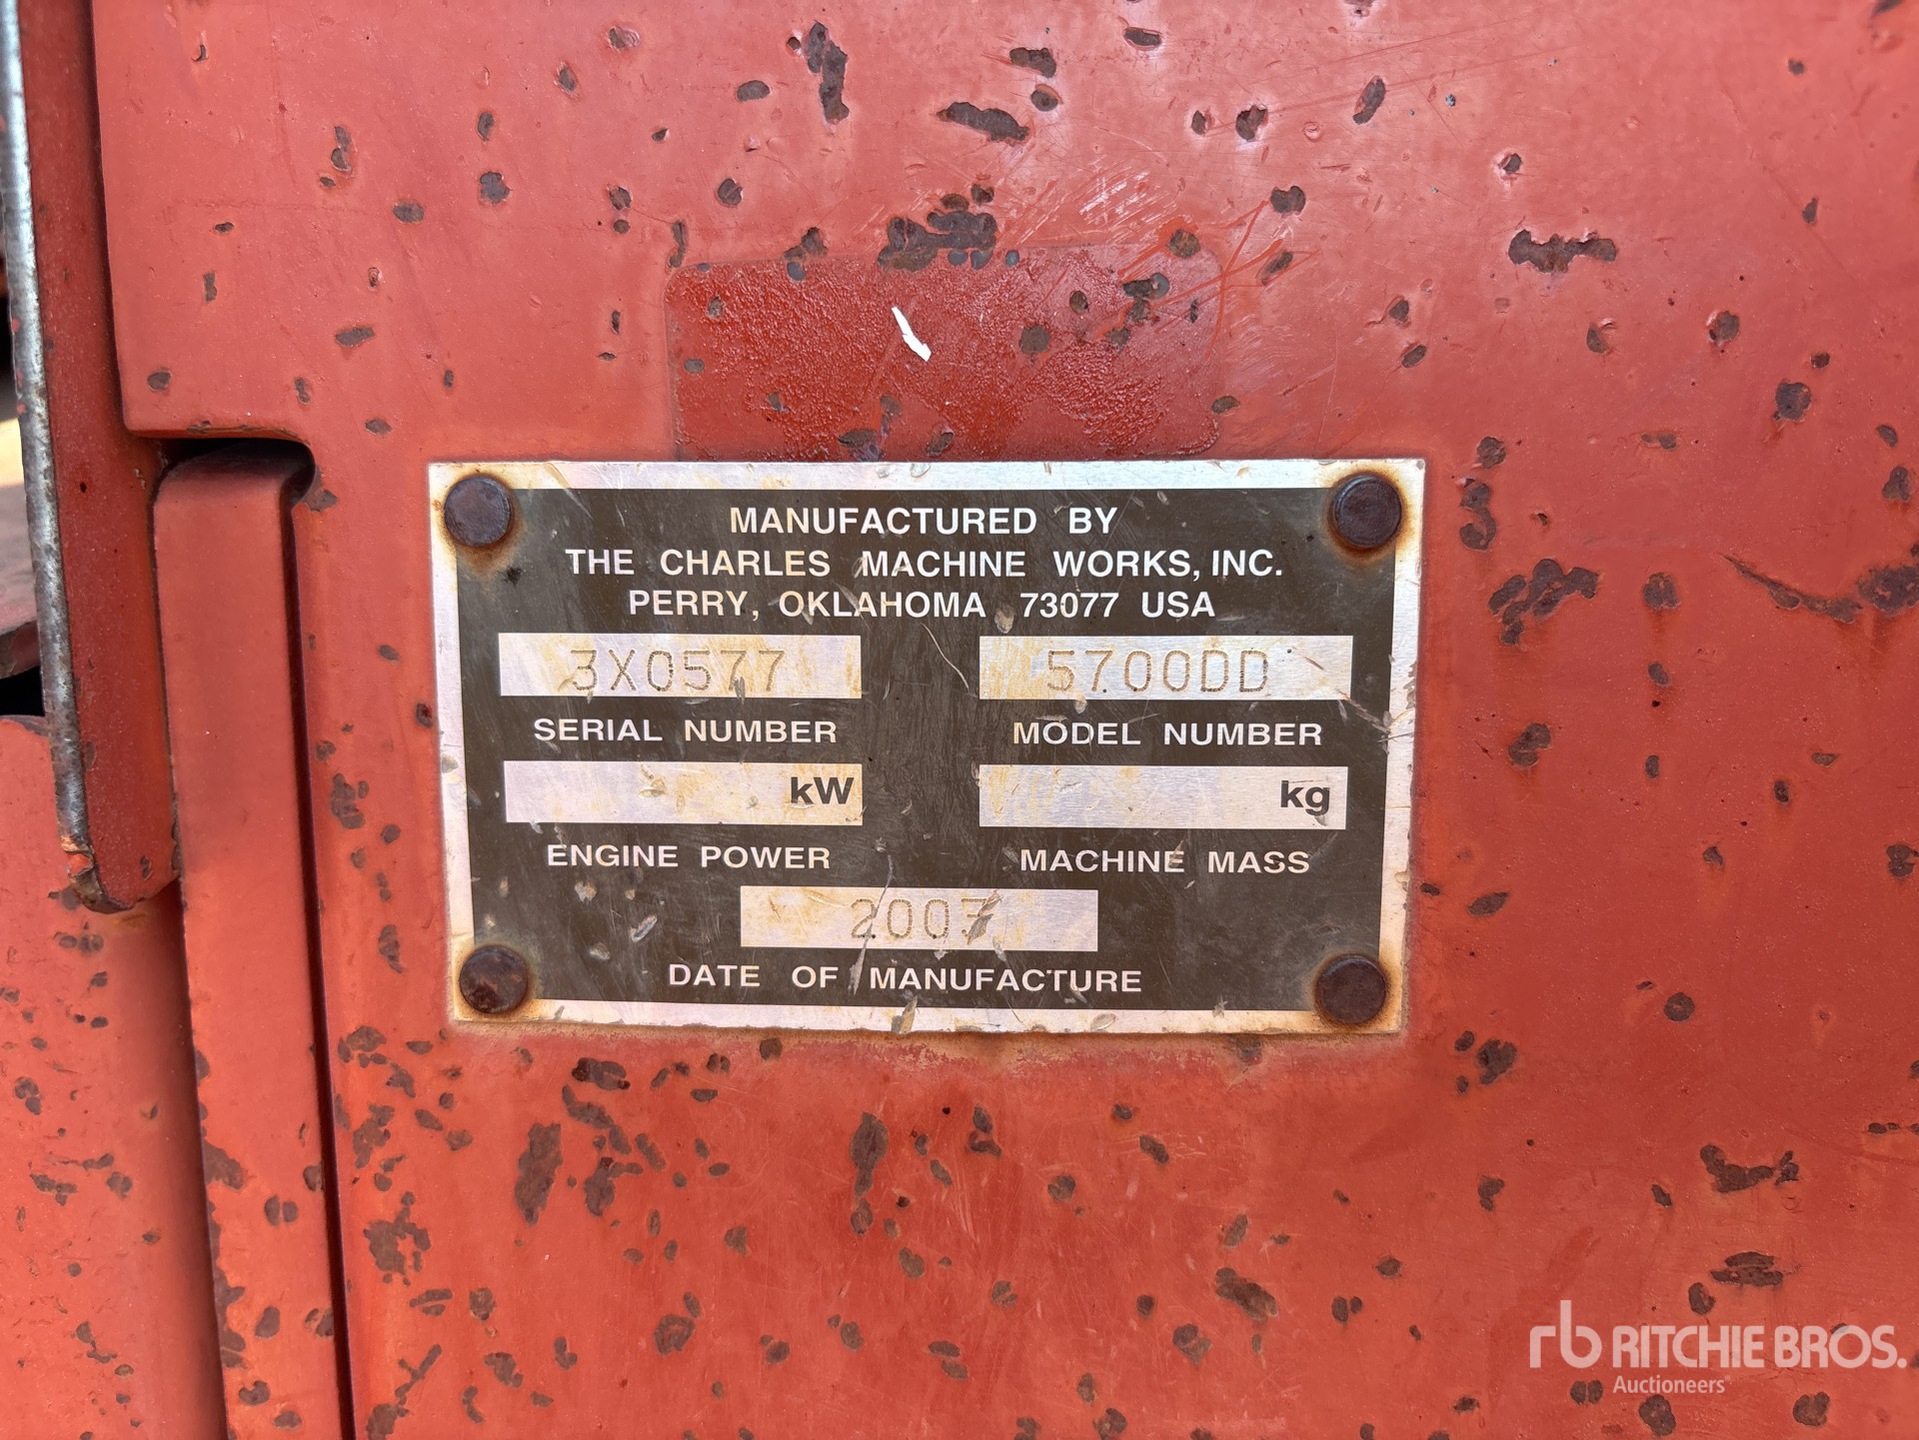 MANUFACTURED BY
THE CHARLES MACHINE WORKS, INC.
PERRY, OKLAHOMA 73077 USA
3X0577 5700DD
SERIAL NUMBER MODEL NUMBER
kW kg
ENGINE POWER MACHINE MASS
2003
DATE OF MANUFACTURE
rb RITCHIE BROS.
Auctioneers